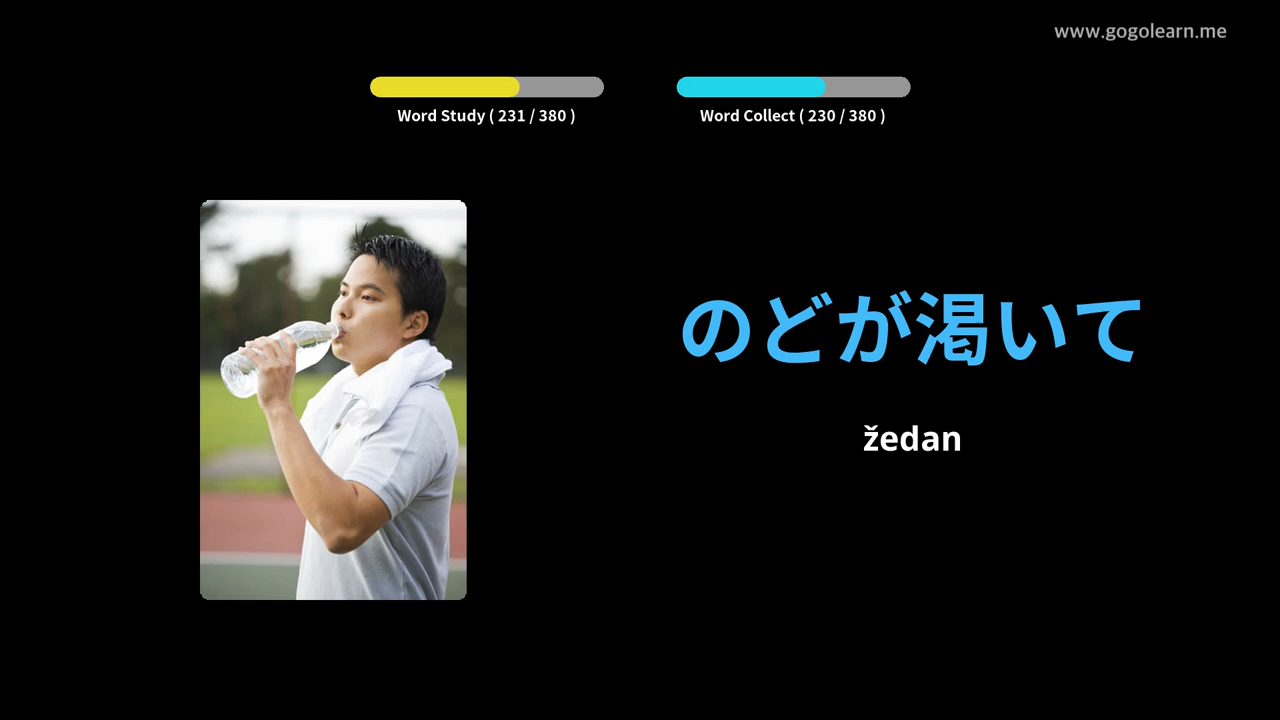 www.gogolearn.me
Word Study ( 231 / 380 )
Word Collect ( 230 / 380 )
のどが渇いて
žedan